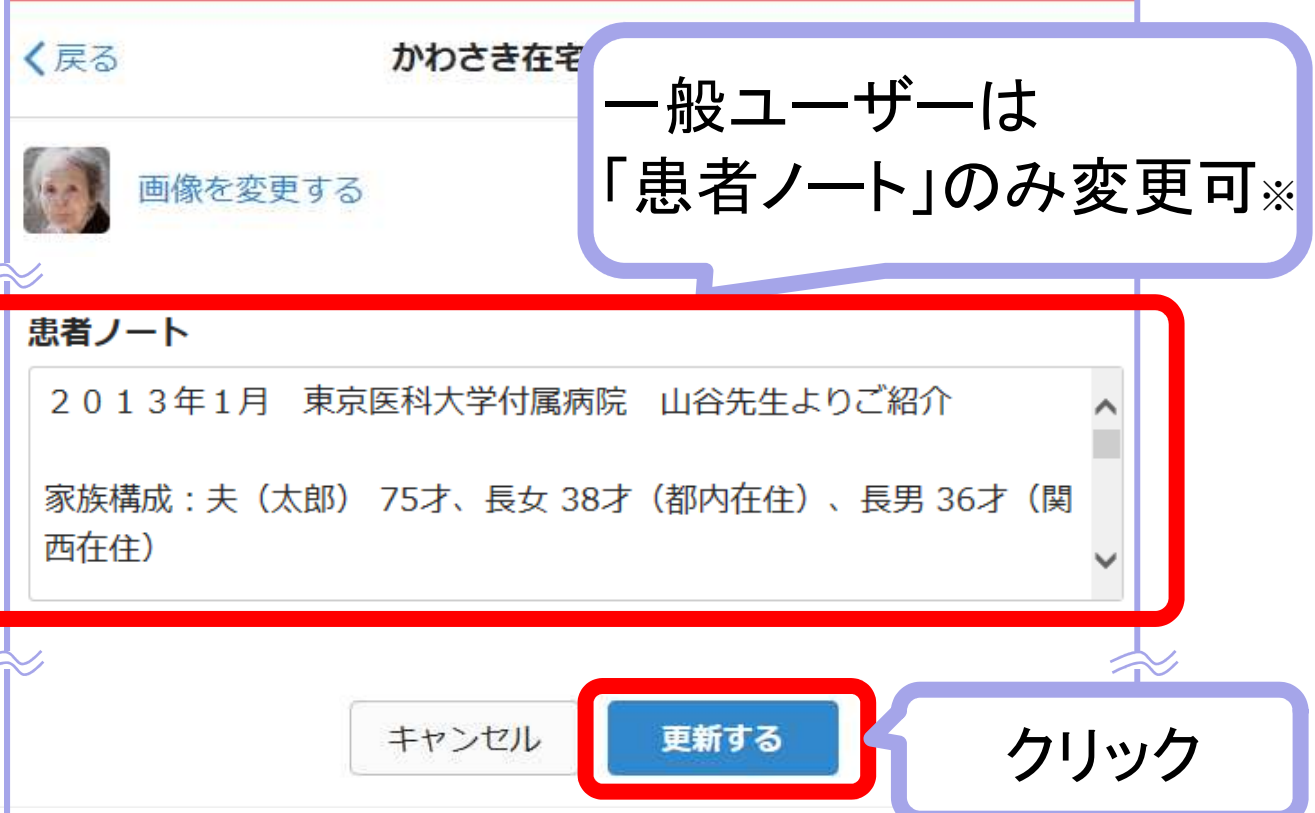 戻る
かわさき在宅
一般ユーザーは
「患者ノート」のみ変更可※
画像を変更する
患者ノート
２０１３年１月　東京医科大学付属病院　山谷先生よりご紹介
家族構成：夫（太郎） 75才、長女 38才（都内在住）、長男 36才（関
西在住）
キャンセル
更新する
クリック